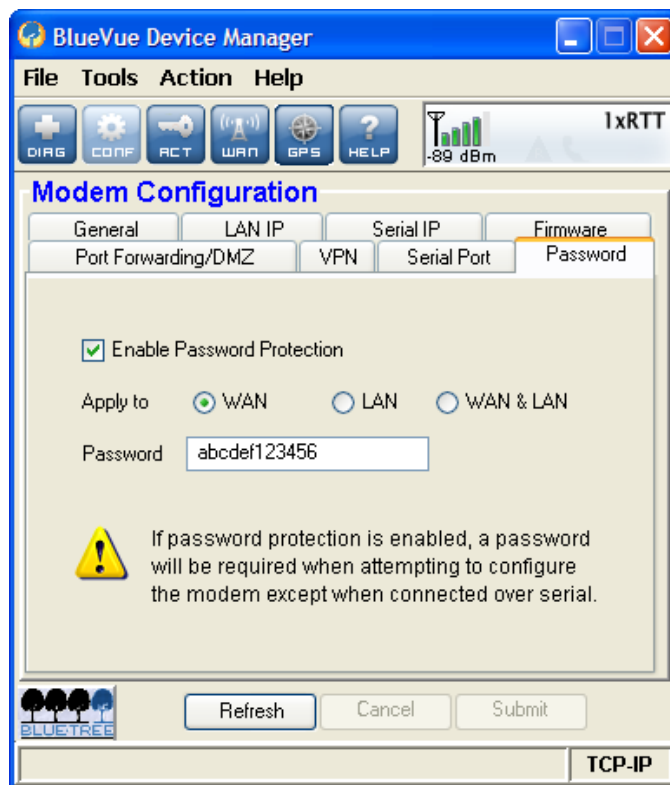 BlueVue Device Manager
File Tools Action Help
DIAG CONF ACT WAN GPS HELP -89 dBm 1xRTT
Modem Configuration
General LAN IP Serial IP Firmware
Port Forwarding/DMZ VPN Serial Port Password
Enable Password Protection
Apply to WAN LAN WAN & LAN
Password abcdef123456
If password protection is enabled, a password
will be required when attempting to configure
the modem except when connected over serial.
BLUE TREE Refresh Cancel Submit
TCP-IP